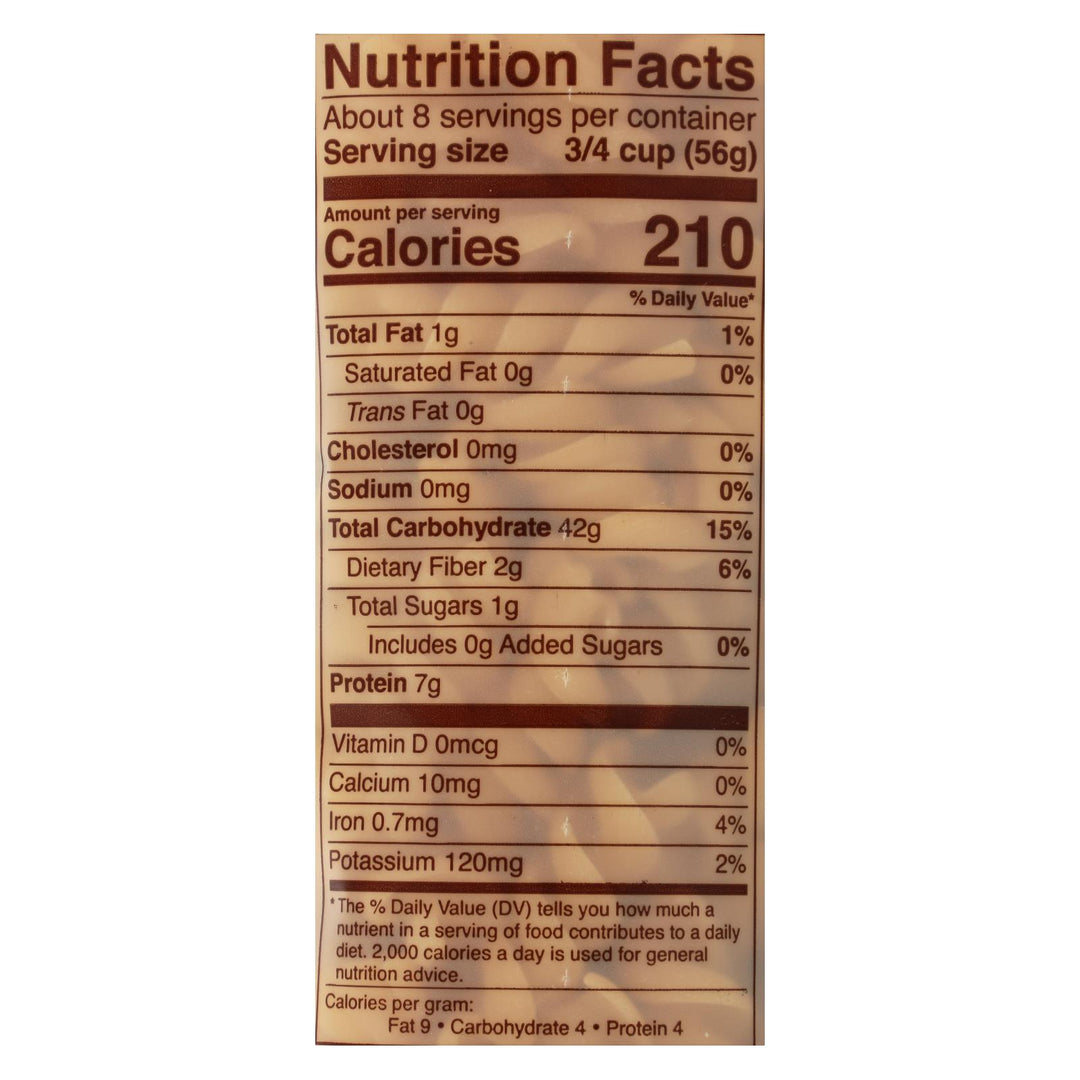 Nutrition Facts
About 8 servings per container
Serving size 3/4 cup (56g)
Amount per serving
Calories 210
% Daily Value*
Total Fat 1g 1%
Saturated Fat 0g 0%
Trans Fat 0g
Cholesterol 0mg 0%
Sodium 0mg 0%
Total Carbohydrate 42g 15%
Dietary Fiber 2g 6%
Total Sugars 1g
Includes 0g Added Sugars 0%
Protein 7g
Vitamin D 0mcg 0%
Calcium 10mg 0%
Iron 0.7mg 4%
Potassium 120mg 2%
*The % Daily Value (DV) tells you how much a
nutrient in a serving of food contributes to a daily
diet. 2,000 calories a day is used for general
nutrition advice.
Calories per gram:
Fat 9 • Carbohydrate 4 • Protein 4